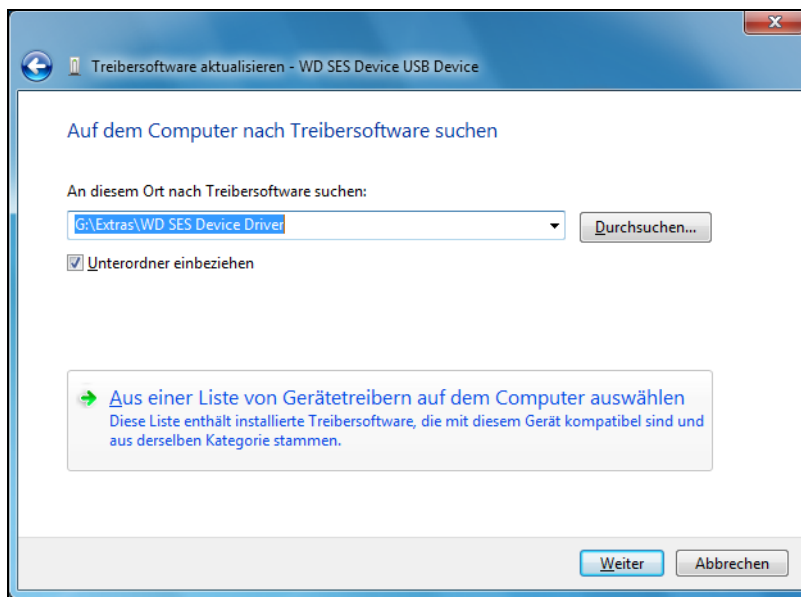 Treibersoftware aktualisieren - WD SES Device USB Device
Auf dem Computer nach Treibersoftware suchen
An diesem Ort nach Treibersoftware suchen:
G:\Extras\WD SES Device Driver
Durchsuchen...
Unterordner einbeziehen
Aus einer Liste von Gerätetreibern auf dem Computer auswählen
Diese Liste enthält installierte Treibersoftware, die mit diesem Gerät kompatibel sind und
aus derselben Kategorie stammen.
Weiter
Abbrechen